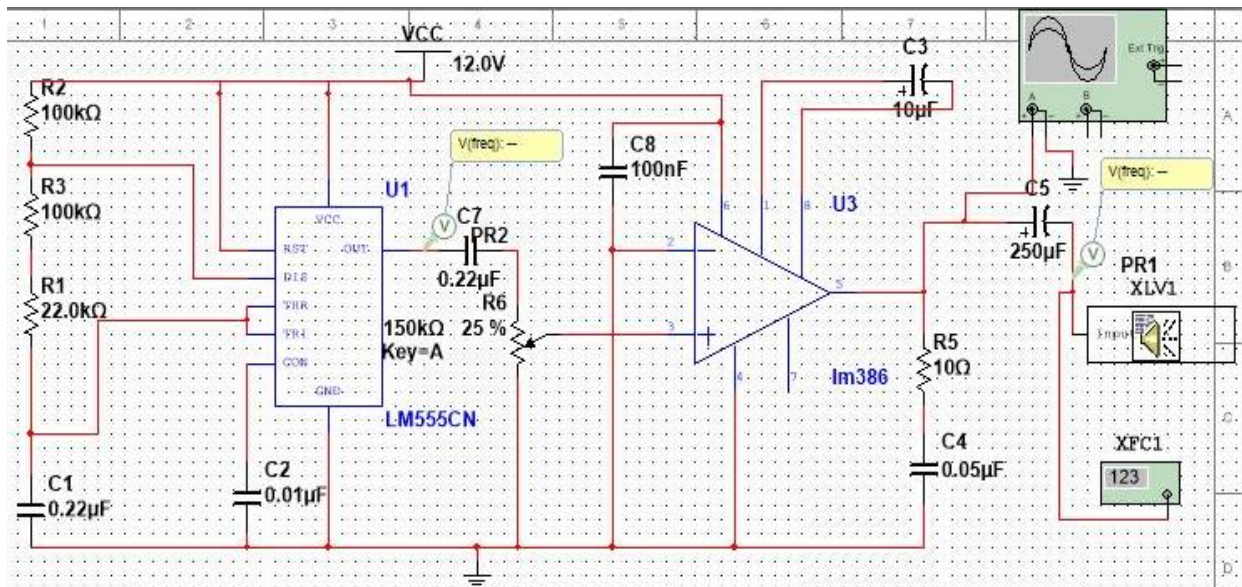 1 2 3 4 5 6 7
VCC
12.0V
R2
100kΩ
R3
100kΩ
R1
22.0kΩ
C1
0.22µF
C2
0.01µF
U1
VCC
RST
OUT
DIS
THR
TRI
CON
GND
LM555CN
V(freq): --
C7
PR2
0.22µF
R6
150kΩ
25 %
Key=A
C8
100nF
U3
6
1
8
2
3
5
4
7
lm386
C3
+
10µF
C5
+
250µF
R5
10Ω
C4
0.05µF
Ext Trig
A
B
V(freq): --
V
V
PR1
XLV1
Input
XFC1
123
A
B
C
D